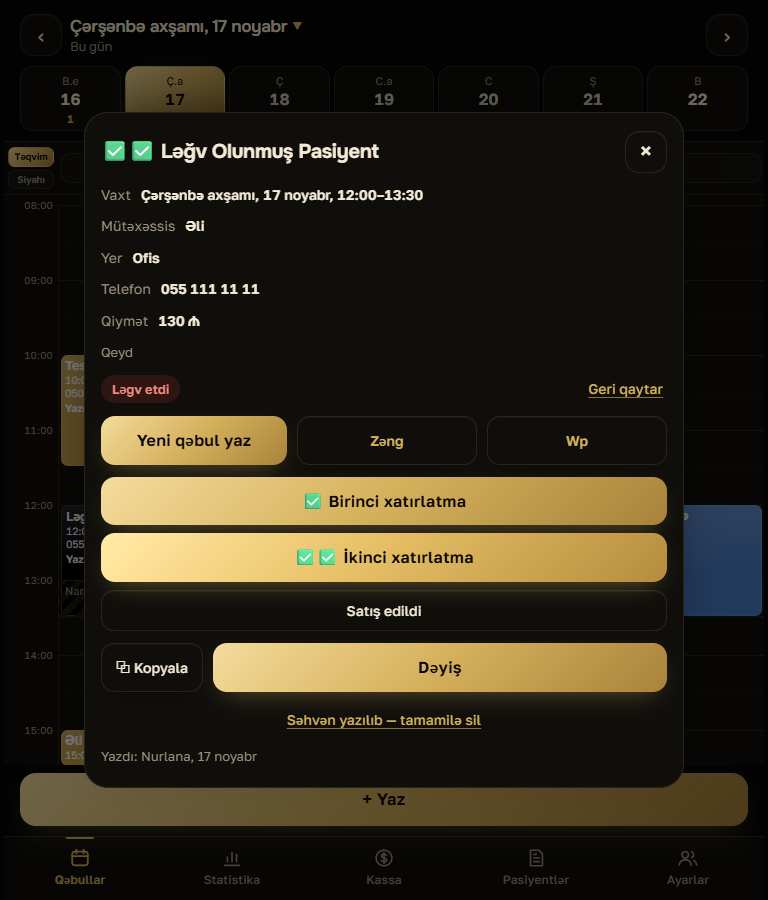 Çərşənbə axşamı, 17 noyabr ▼
Bu gün
B.e Ç.a Ç C.a C Ş B
16 17 18 19 20 21 22
1
Təqvim
Siyahı
✅ ✅ Ləğv Olunmuş Pasiyent ×
Vaxt Çərşənbə axşamı, 17 noyabr, 12:00–13:30
Mütəxəssis Əli
Yer Ofis
Telefon 055 111 11 11
Qiymət 130 ₼
Qeyd
Ləgv etdi Geri qaytar
Yeni qəbul yaz Zəng Wp
✅ Birinci xatırlatma
✅ ✅ İkinci xatırlatma
Satış edildi
Kopyala Dəyiş
Səhvən yazılıb — tamamilə sil
Yazdı: Nurlana, 17 noyabr
08:00
09:00
10:00
11:00
12:00
13:00
14:00
15:00
Əli
+ Yaz
Qəbullar Statistika Kassa Pasiyentlər Ayarlar